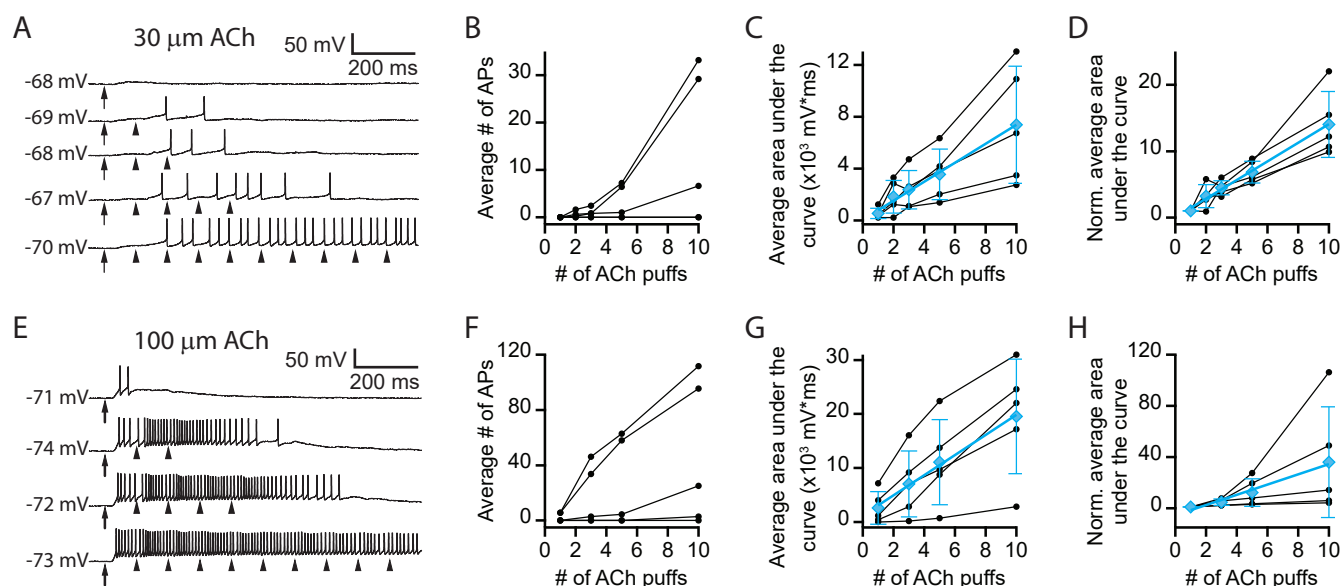 A
30 μm ACh
50 mV
200 ms
-68 mV
-69 mV
-68 mV
-67 mV
-70 mV
B
Average # of APs
30
20
10
0
0 2 4 6 8 10
# of ACh puffs
C
Average area under the
curve (x10³ mV*ms)
12
8
4
0
0 2 4 6 8 10
# of ACh puffs
D
Norm. average area
under the curve
20
10
0
0 2 4 6 8 10
# of ACh puffs
E
100 μm ACh
50 mV
200 ms
-71 mV
-74 mV
-72 mV
-73 mV
F
Average # of APs
120
80
40
0
0 2 4 6 8 10
# of ACh puffs
G
Average area under the
curve (x10³ mV*ms)
30
20
10
0
0 2 4 6 8 10
# of ACh puffs
H
Norm. average area
under the curve
120
80
40
0
0 2 4 6 8 10
# of ACh puffs